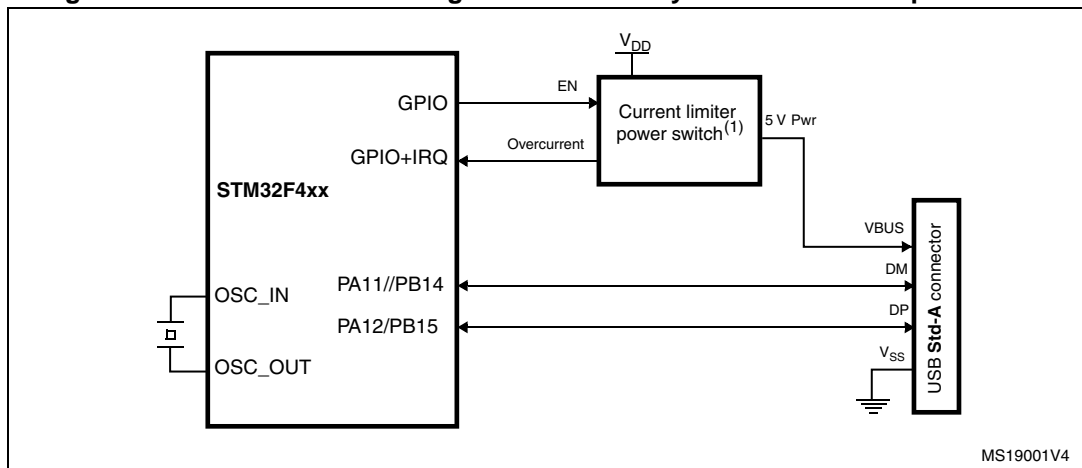 V_DD
EN
GPIO
Current limiter
power switch(1)
5 V Pwr
Overcurrent
GPIO+IRQ
STM32F4xx
VBUS
DM
PA11//PB14
OSC_IN
DP
PA12/PB15
V_SS
OSC_OUT
USB Std-A connector
MS19001V4